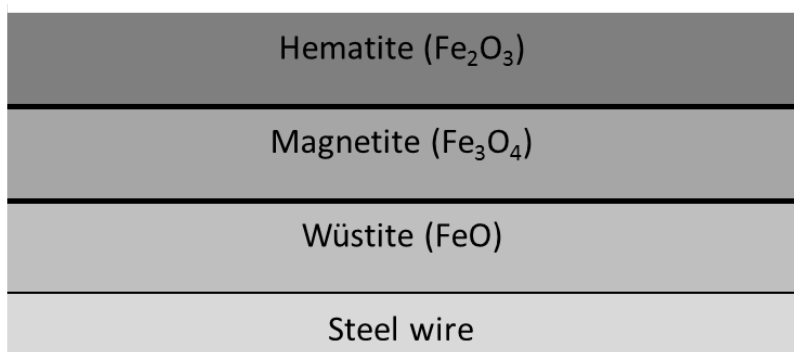 Hematite (Fe₂O₃)
Magnetite (Fe₃O₄)
Wüstite (FeO)
Steel wire